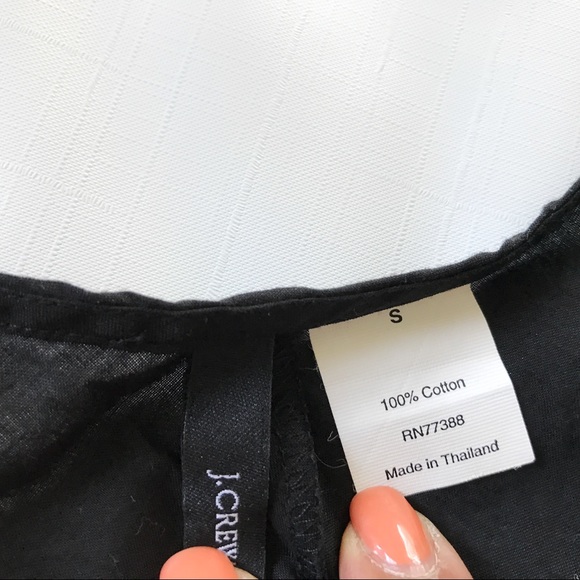 S
100% Cotton
RN77388
Made in Thailand
J.CREW